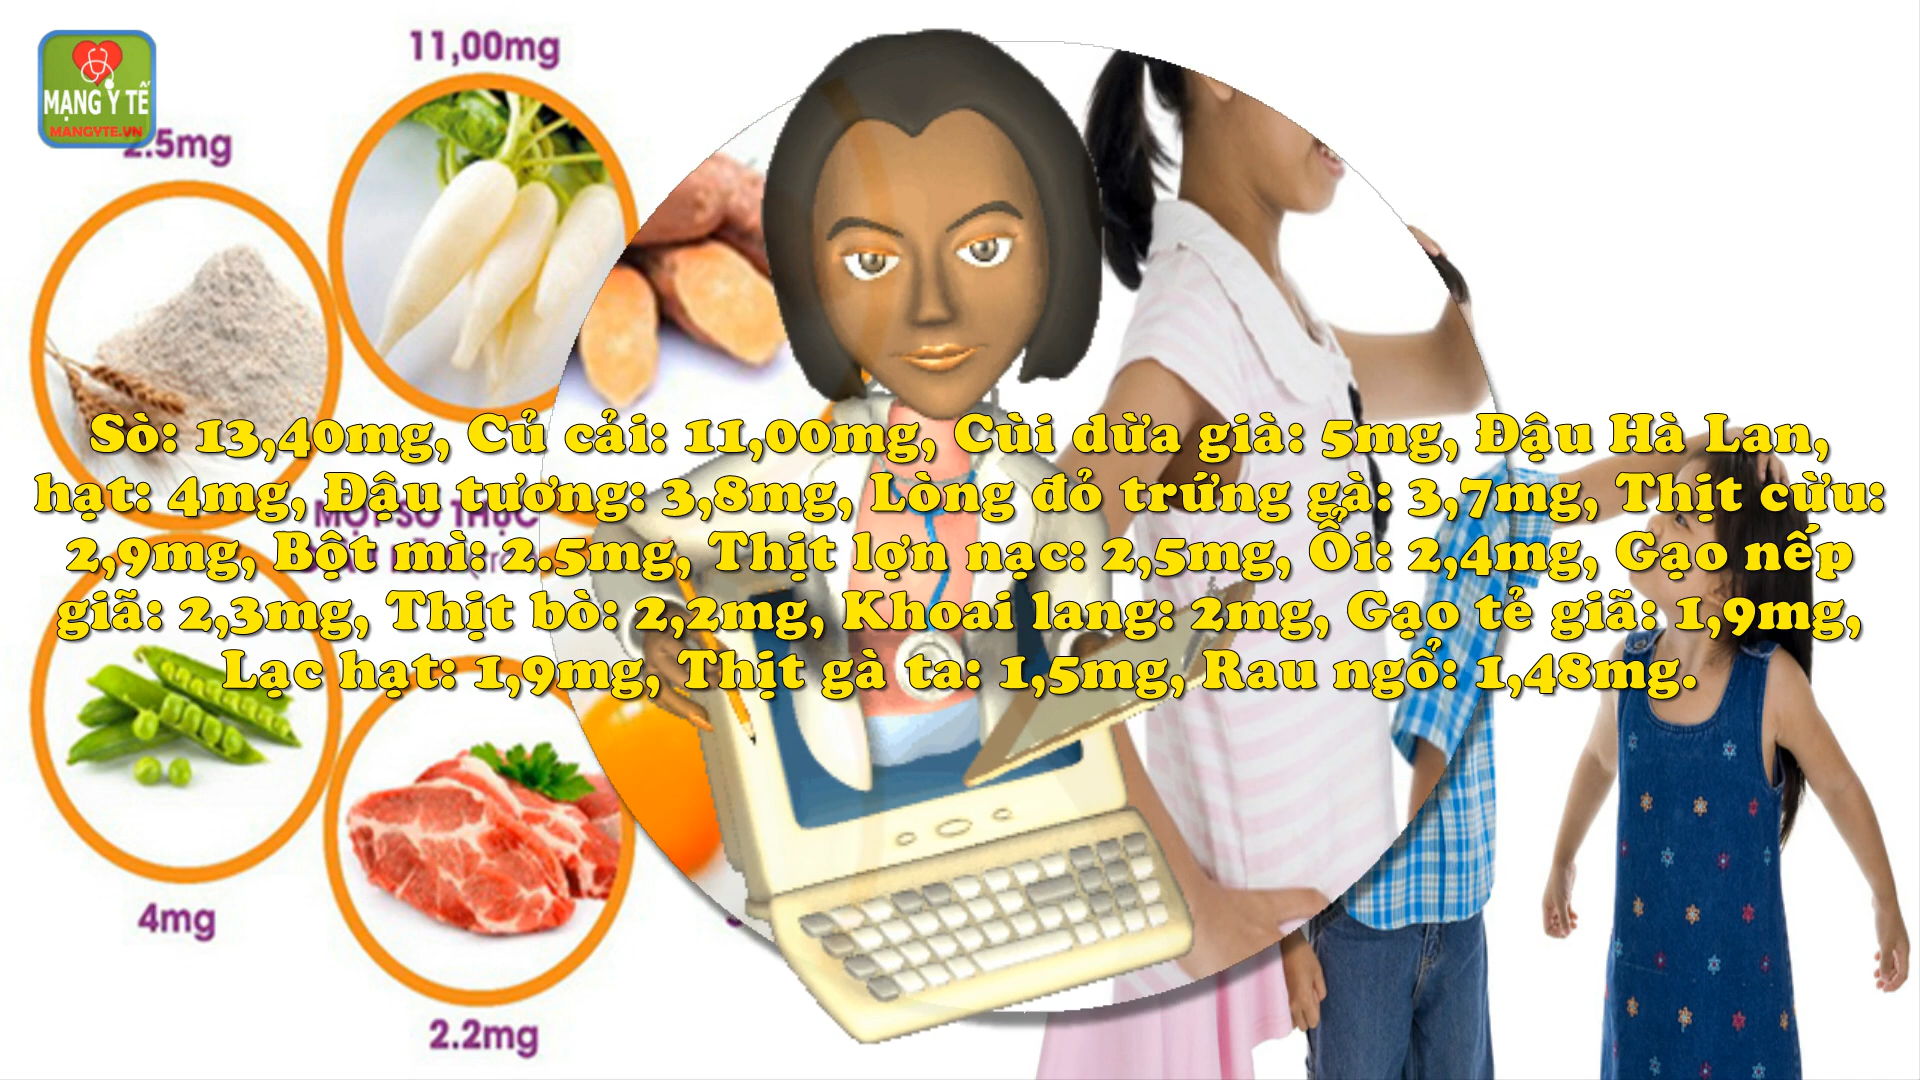 MẠNG Y TẾ
MANGYTE.VN
11,00mg
2.5mg
Sò: 13,40mg, Củ cải: 11,00mg, Cùi dừa già: 5mg, Đậu Hà Lan,
hạt: 4mg, Đậu tương: 3,8mg, Lòng đỏ trứng gà: 3,7mg, Thịt cừu:
2,9mg, Bột mì: 2.5mg, Thịt lợn nạc: 2,5mg, Ổi: 2,4mg, Gạo nếp
giã: 2,3mg, Thịt bò: 2,2mg, Khoai lang: 2mg, Gạo tẻ giã: 1,9mg,
Lạc hạt: 1,9mg, Thịt gà ta: 1,5mg, Rau ngổ: 1,48mg.
MỘT SỐ THỰC
4mg
2.2mg